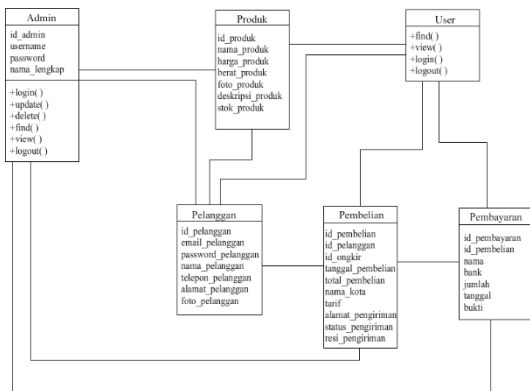 Admin
id_admin
username
password
nama_lengkap
+login( )
+update( )
+delete( )
+find( )
+view( )
+logout( )
Produk
id_produk
nama_produk
harga_produk
berat_produk
foto_produk
deskripsi_produk
stok_produk
User
+find( )
+view( )
+login( )
+logout( )
Pelanggan
id_pelanggan
email_pelanggan
password_pelanggan
nama_pelanggan
telepon_pelanggan
alamat_pelanggan
foto_pelanggan
Pembelian
id_pembelian
id_pelanggan
id_ongkir
tanggal_pembelian
total_pembelian
nama_kota
tarif
alamat_pengiriman
status_pengiriman
resi_pengiriman
Pembayaran
id_pembayaran
id_pembelian
nama
bank
jumlah
tanggal
bukti